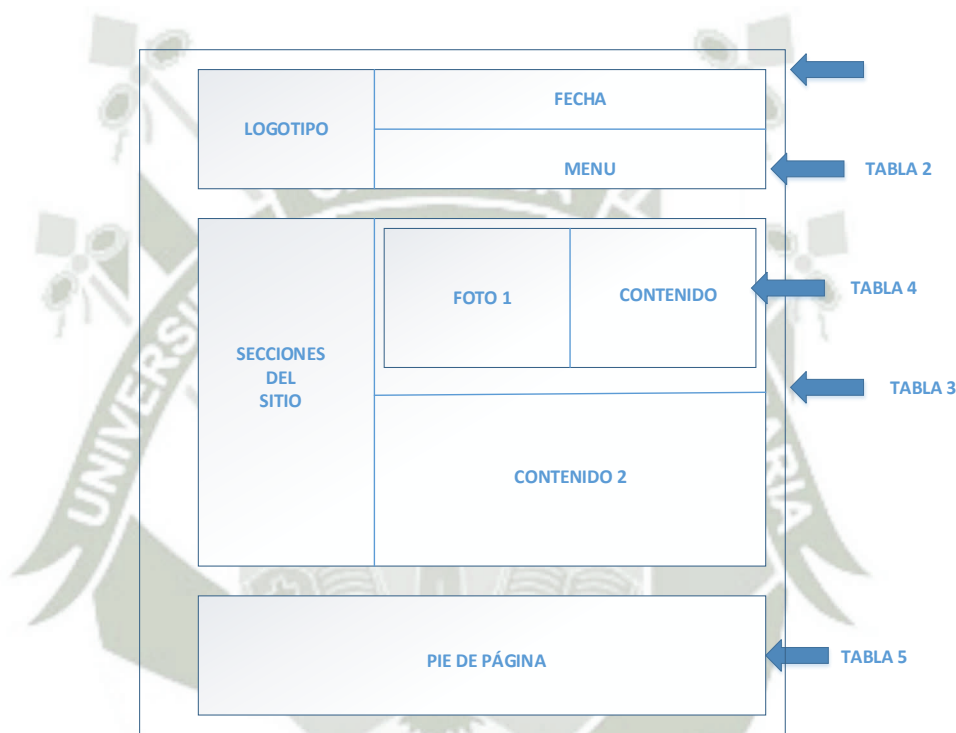 FECHA
LOGOTIPO
MENU
TABLA 2
FOTO 1
CONTENIDO
TABLA 4
SECCIONES
DEL
SITIO
TABLA 3
CONTENIDO 2
PIE DE PÁGINA
TABLA 5